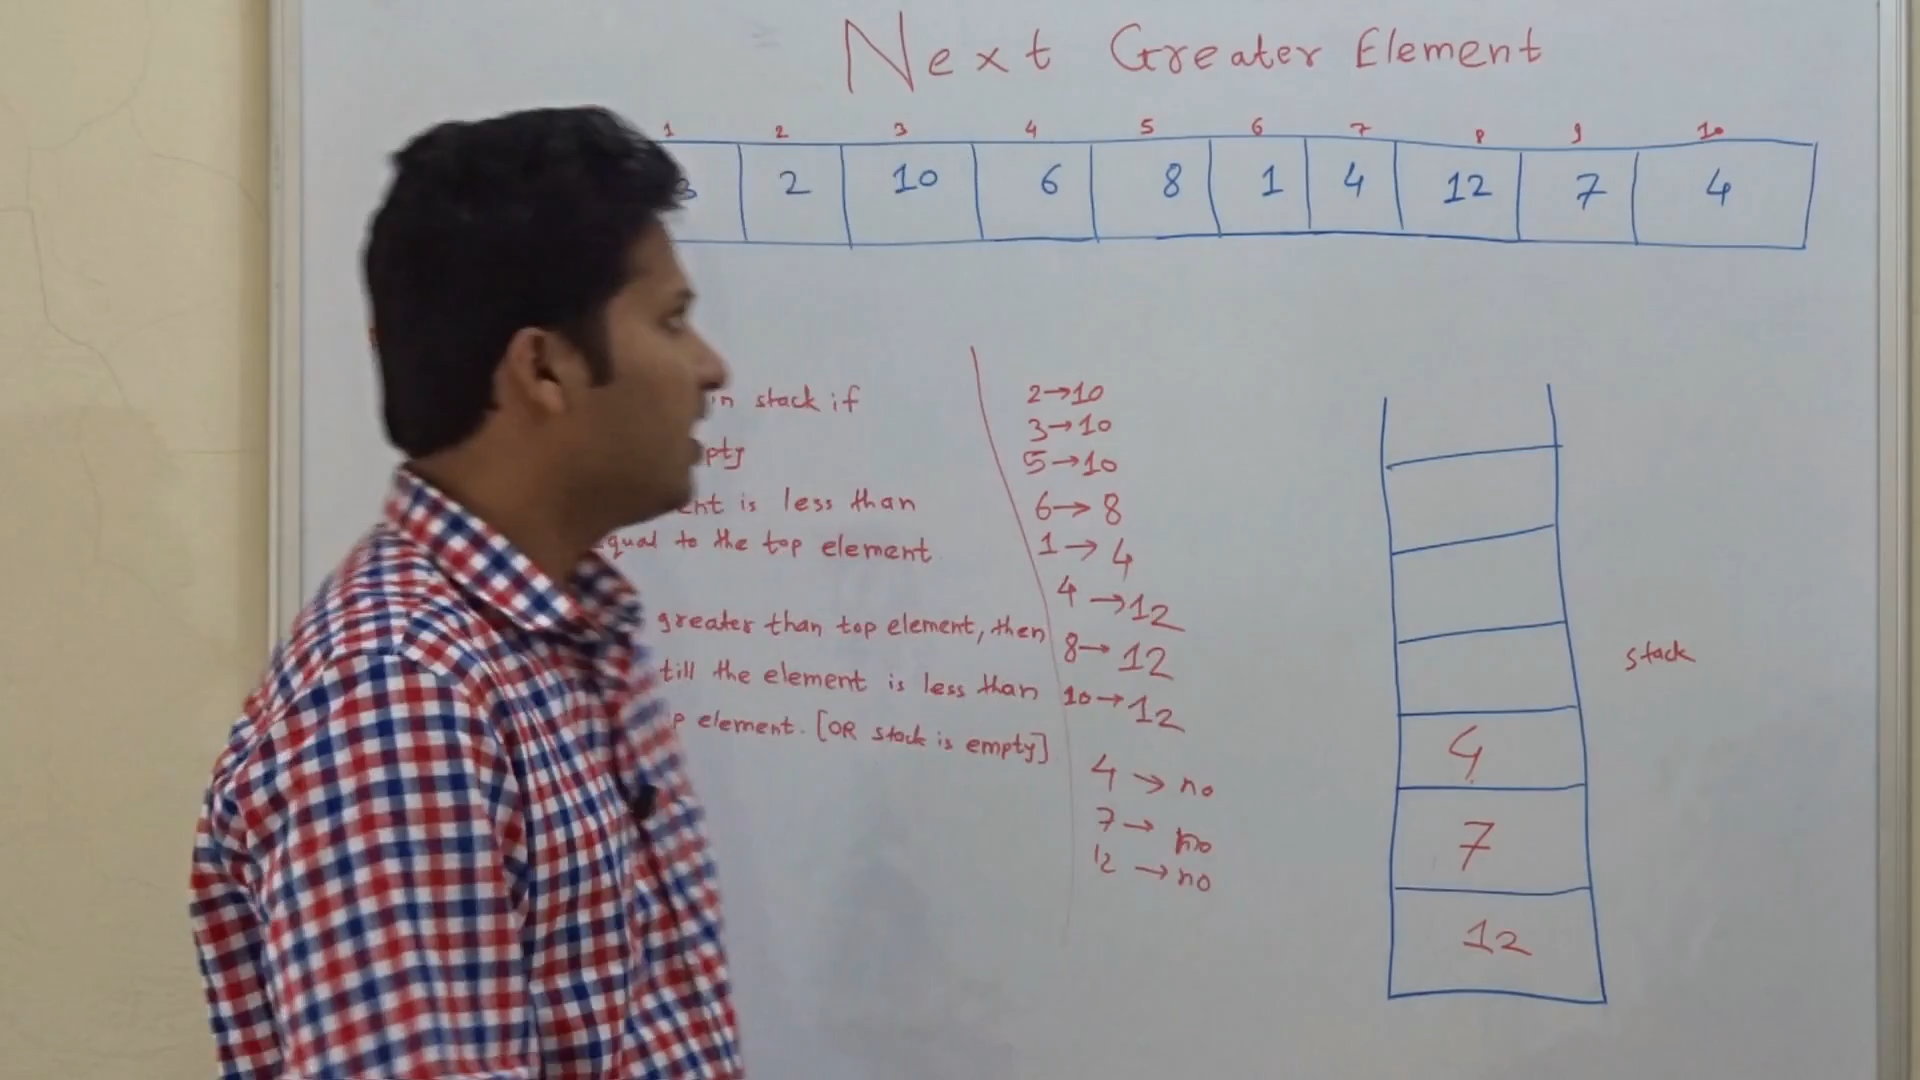 Next Greater Element
1 2 3 4 5 6 7 8 9 10
3 2 10 6 8 1 4 12 7 4
in stack if
pty
ent is less than
equal to the top element
greater than top element, then
till the element is less than
p element. [OR stack is empty]
2→10
3→10
5→10
6→8
1→4
4→12
8→12
10→12
4→no
7→no
12→no
4
7
12
stack